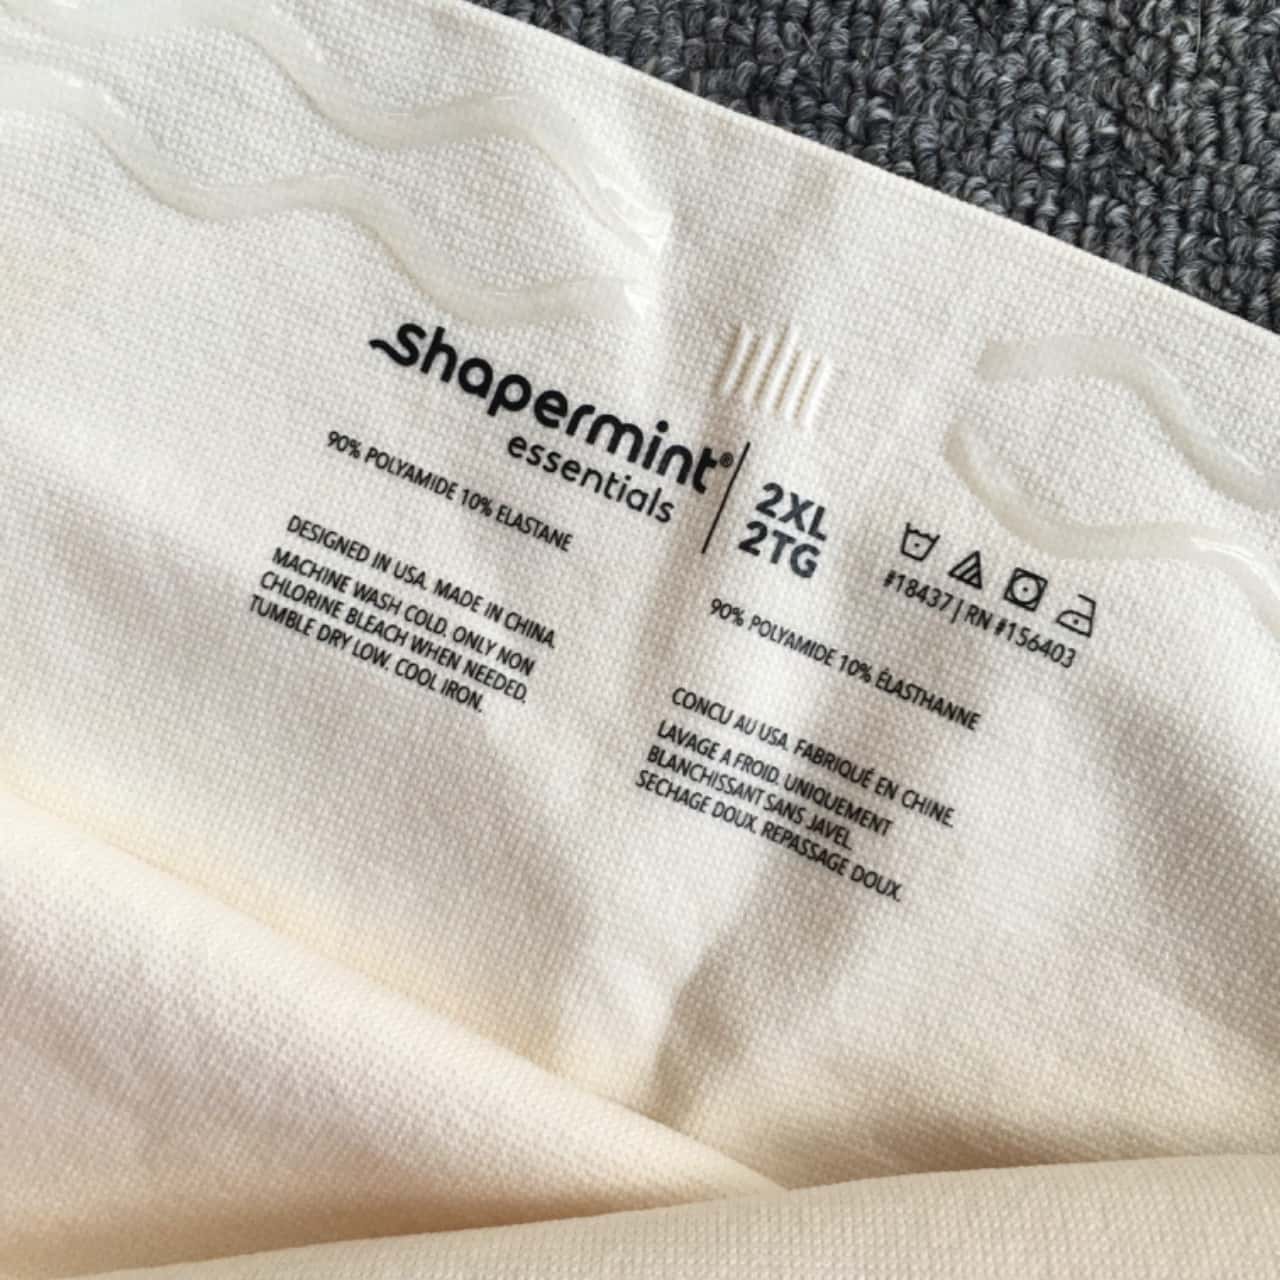 shapermint®
essentials
2XL
2TG
90% POLYAMIDE 10% ELASTANE
DESIGNED IN USA. MADE IN CHINA.
MACHINE WASH COLD. ONLY NON
CHLORINE BLEACH WHEN NEEDED.
TUMBLE DRY LOW. COOL IRON.
#18437 | RN #156403
90% POLYAMIDE 10% ÉLASTHANNE
CONCU AU USA. FABRIQUÉ EN CHINE.
LAVAGE A FROID. UNIQUEMENT
BLANCHISSANT SANS JAVEL.
SECHAGE DOUX. REPASSAGE DOUX.